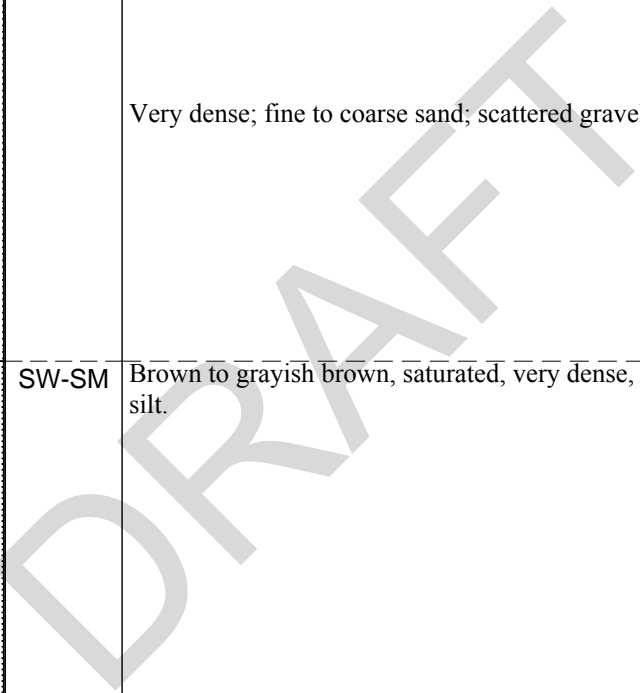 Very dense; fine to coarse sand; scattered grave
SW-SM Brown to grayish brown, saturated, very dense,
silt.
DRAFT